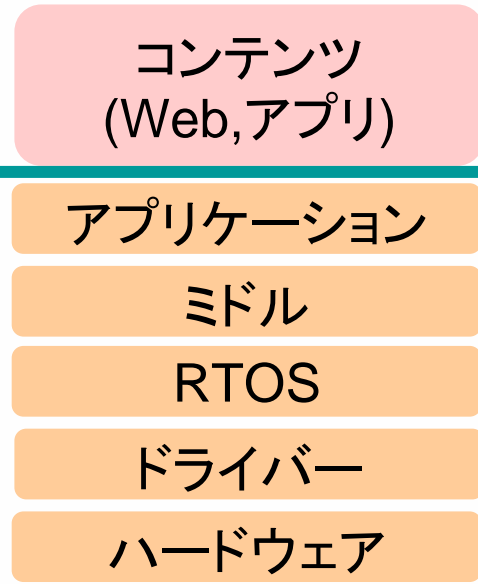 コンテンツ
(Web,アプリ)
アプリケーション
ミドル
RTOS
ドライバー
ハードウェア